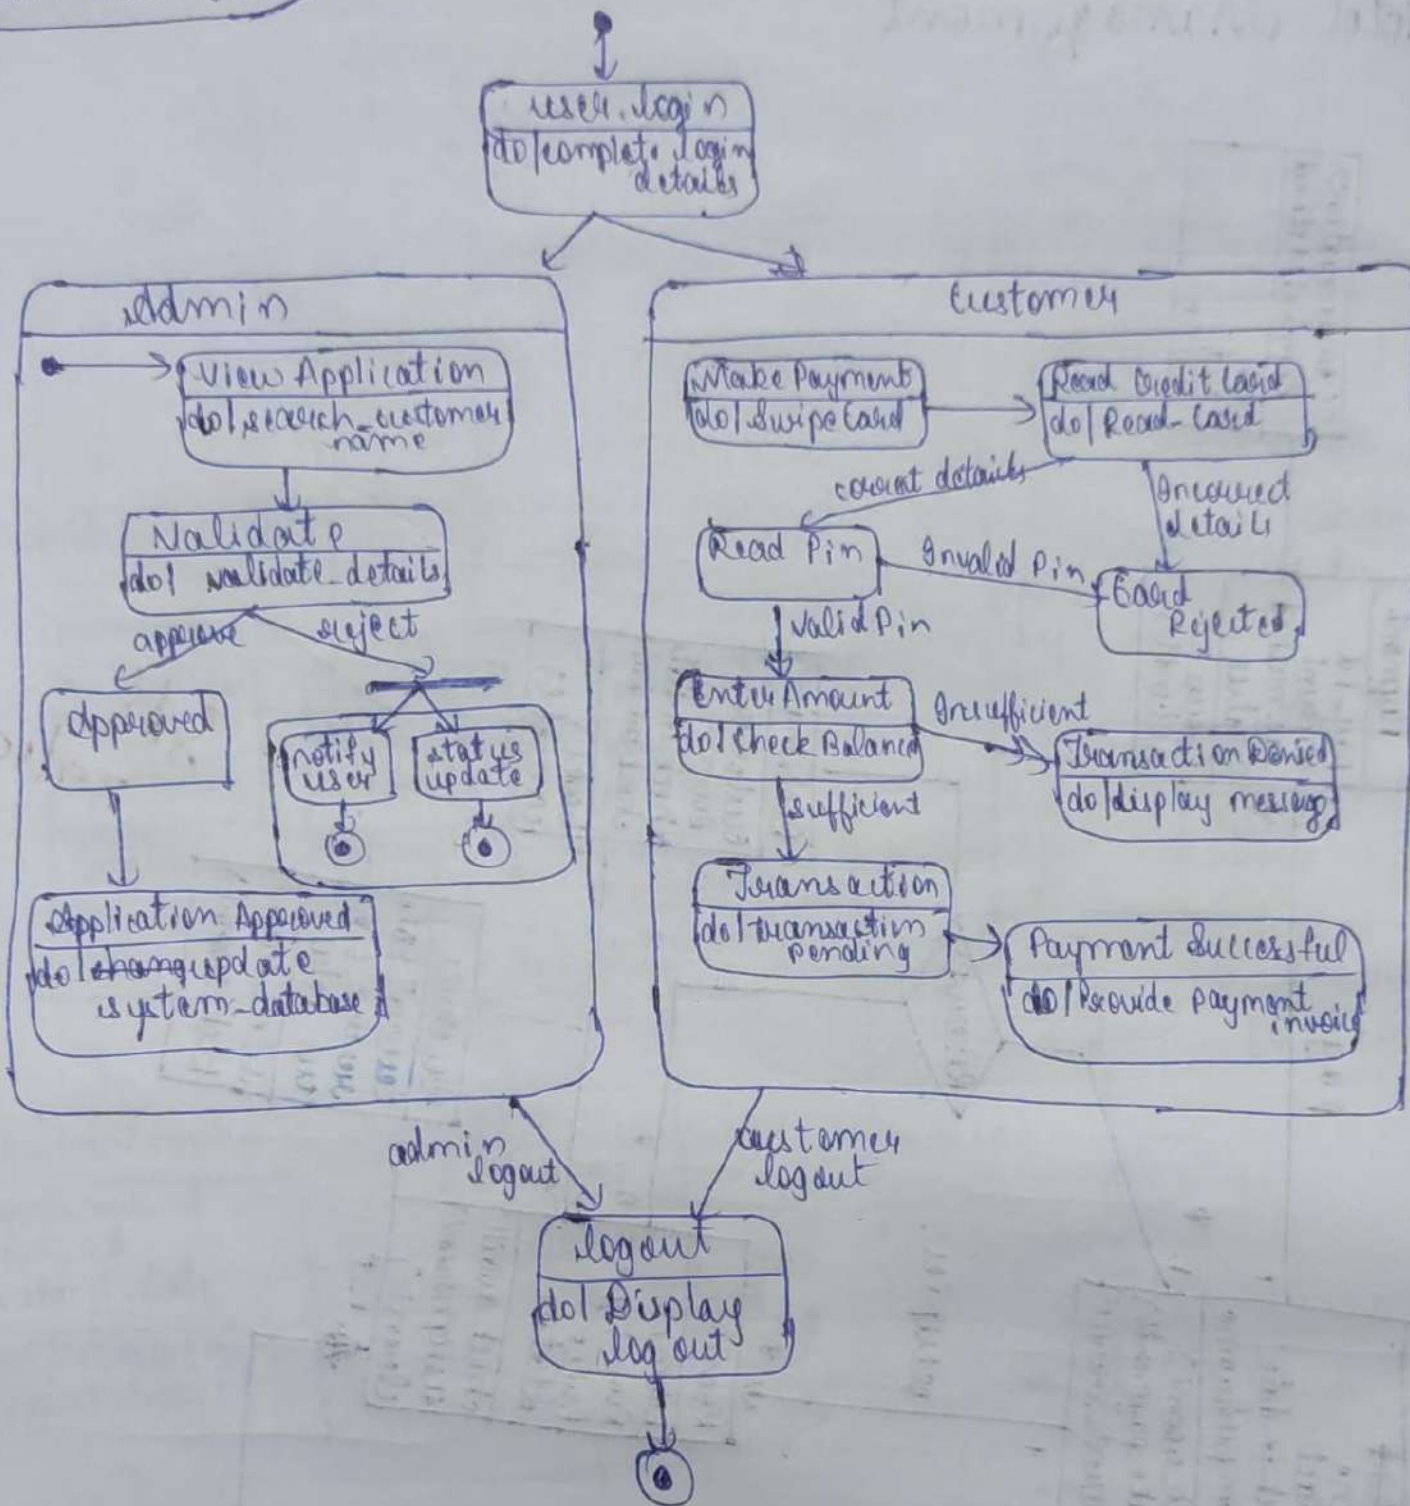 user login
do/complete login
details
Admin
View Application
do/search_customer
name
Validate
do/ validate_details
approve
reject
Approved
notify
user
status
update
Application Approved
do/update
system_database
Customer
Make Payment
do/SwipeCard
Read Credit Card
do/Read-Card
correct details
Incorrect
details
Read Pin
Invalid Pin
Card
Rejected
Valid Pin
Enter Amount
do/Check Balance
Insufficient
Transaction Denied
do/display message
sufficient
Transaction
do/transaction
pending
Payment Successful
do/Provide payment
invoice
admin
logout
customer
logout
logout
do/ Display
log out